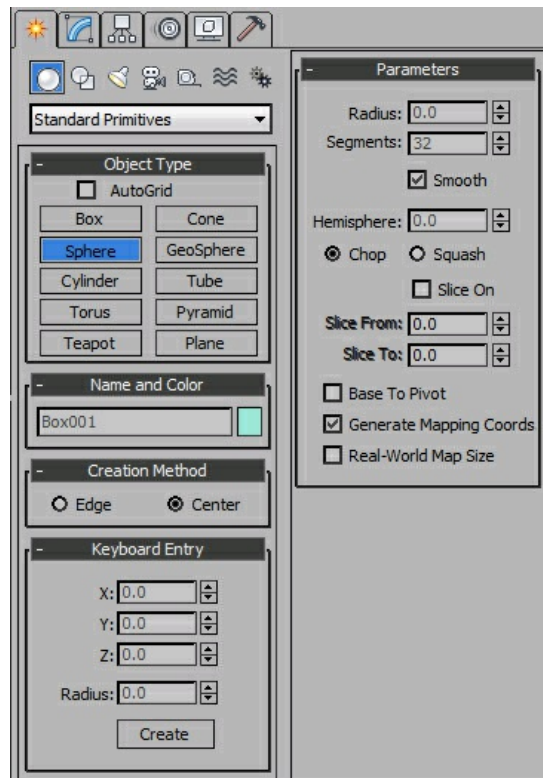 Standard Primitives
- Object Type
AutoGrid
Box Cone
Sphere GeoSphere
Cylinder Tube
Torus Pyramid
Teapot Plane
- Name and Color
Box001
- Creation Method
Edge Center
- Keyboard Entry
X: 0.0
Y: 0.0
Z: 0.0
Radius: 0.0
Create
- Parameters
Radius: 0.0
Segments: 32
Smooth
Hemisphere: 0.0
Chop Squash
Slice On
Slice From: 0.0
Slice To: 0.0
Base To Pivot
Generate Mapping Coords
Real-World Map Size